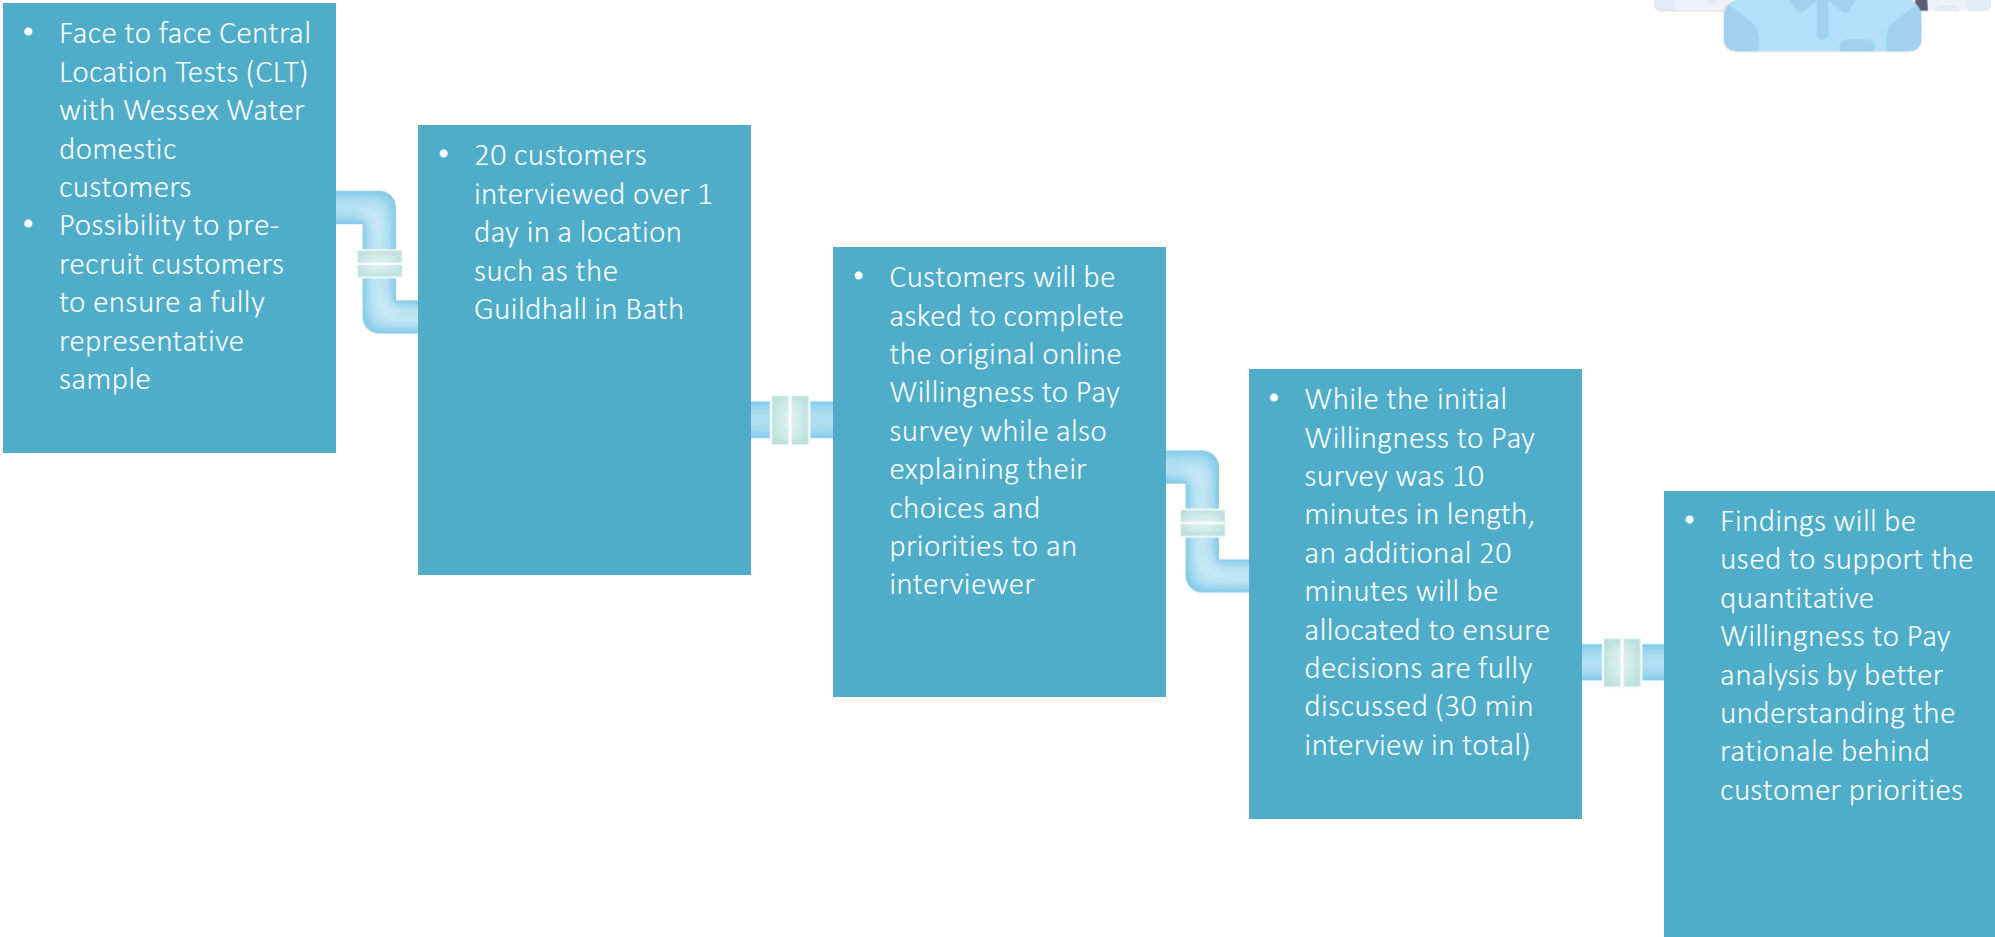 • Face to face Central
Location Tests (CLT)
with Wessex Water
domestic
customers
• Possibility to pre-
recruit customers
to ensure a fully
representative
sample
• 20 customers
interviewed over 1
day in a location
such as the
Guildhall in Bath
• Customers will be
asked to complete
the original online
Willingness to Pay
survey while also
explaining their
choices and
priorities to an
interviewer
• While the initial
Willingness to Pay
survey was 10
minutes in length,
an additional 20
minutes will be
allocated to ensure
decisions are fully
discussed (30 min
interview in total)
• Findings will be
used to support the
quantitative
Willingness to Pay
analysis by better
understanding the
rationale behind
customer priorities